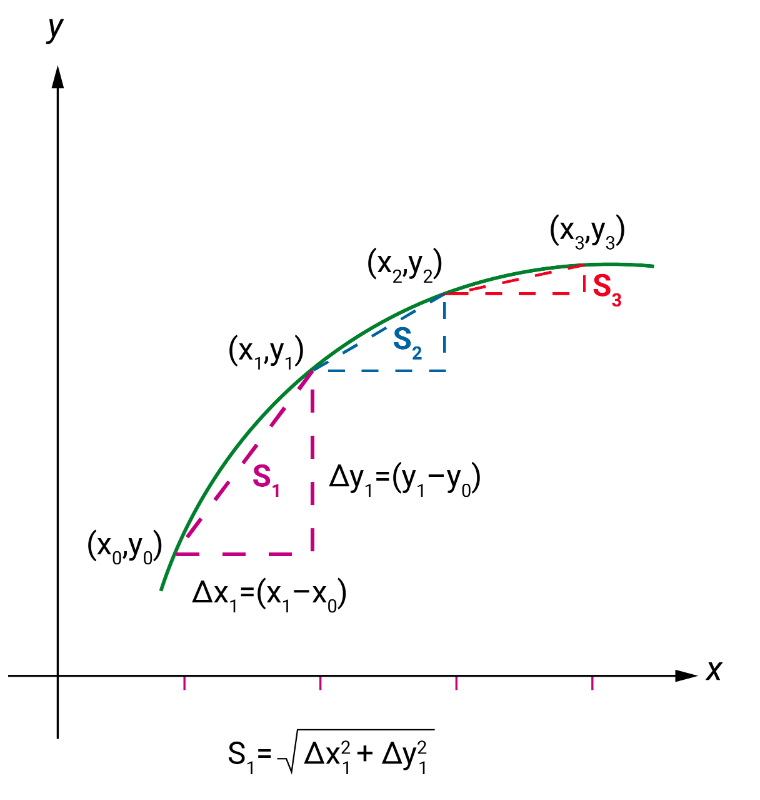 y
(x₃,y₃)
(x₂,y₂)
S₃
S₂
(x₁,y₁)
S₁
Δy₁=(y₁−y₀)
(x₀,y₀)
Δx₁=(x₁−x₀)
x
S₁=√(Δx₁²+ Δy₁²)